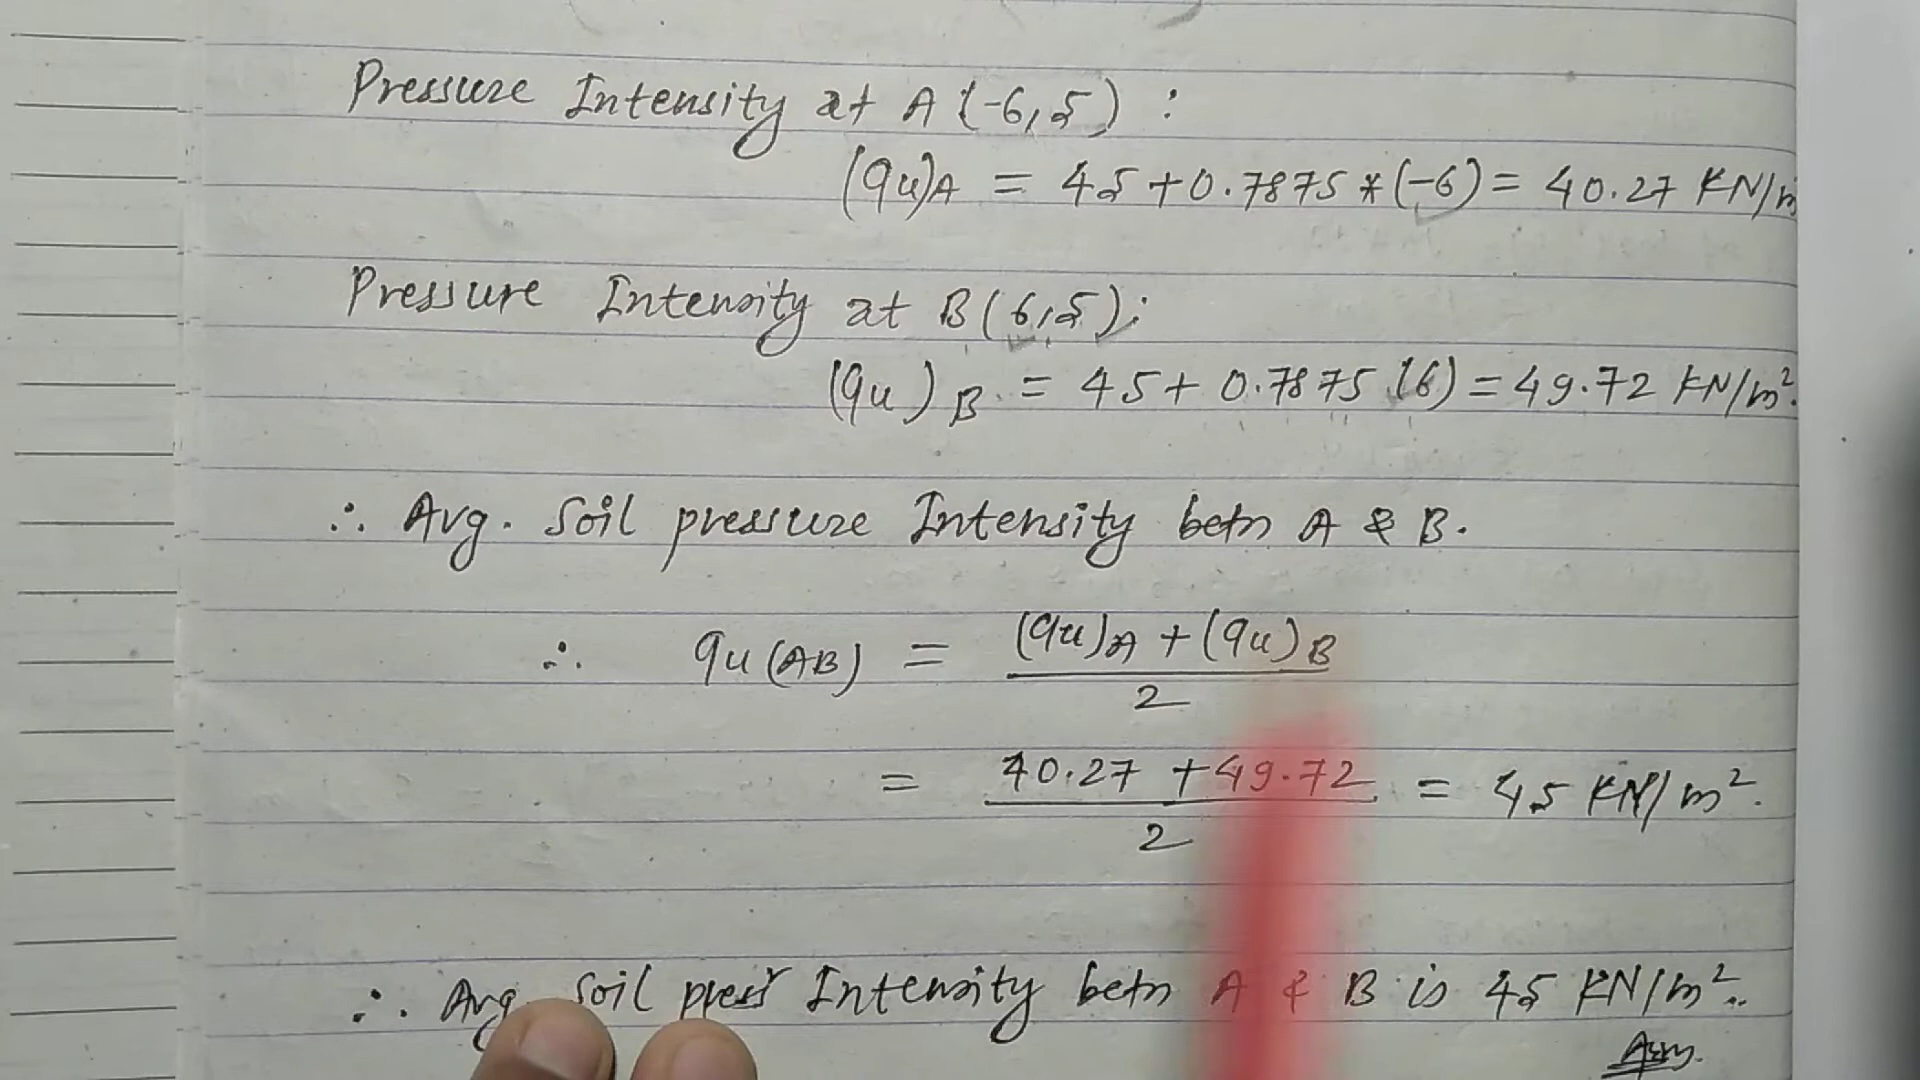 Pressure Intensity at A (-6,5) :
(qu)A = 45 + 0.7875 * (-6) = 40.27 KN/m
Pressure Intensity at B (6,5);
(qu)B = 45 + 0.7875 (6) = 49.72 KN/m².
∴ Avg. Soil pressure Intensity betn A & B.
∴ qu (AB) = (qu)A + (qu)B
2
= 40.27 + 49.72 = 45 KN/m².
2
∴ Avg Soil presr Intensity betn A & B is 45 KN/m².